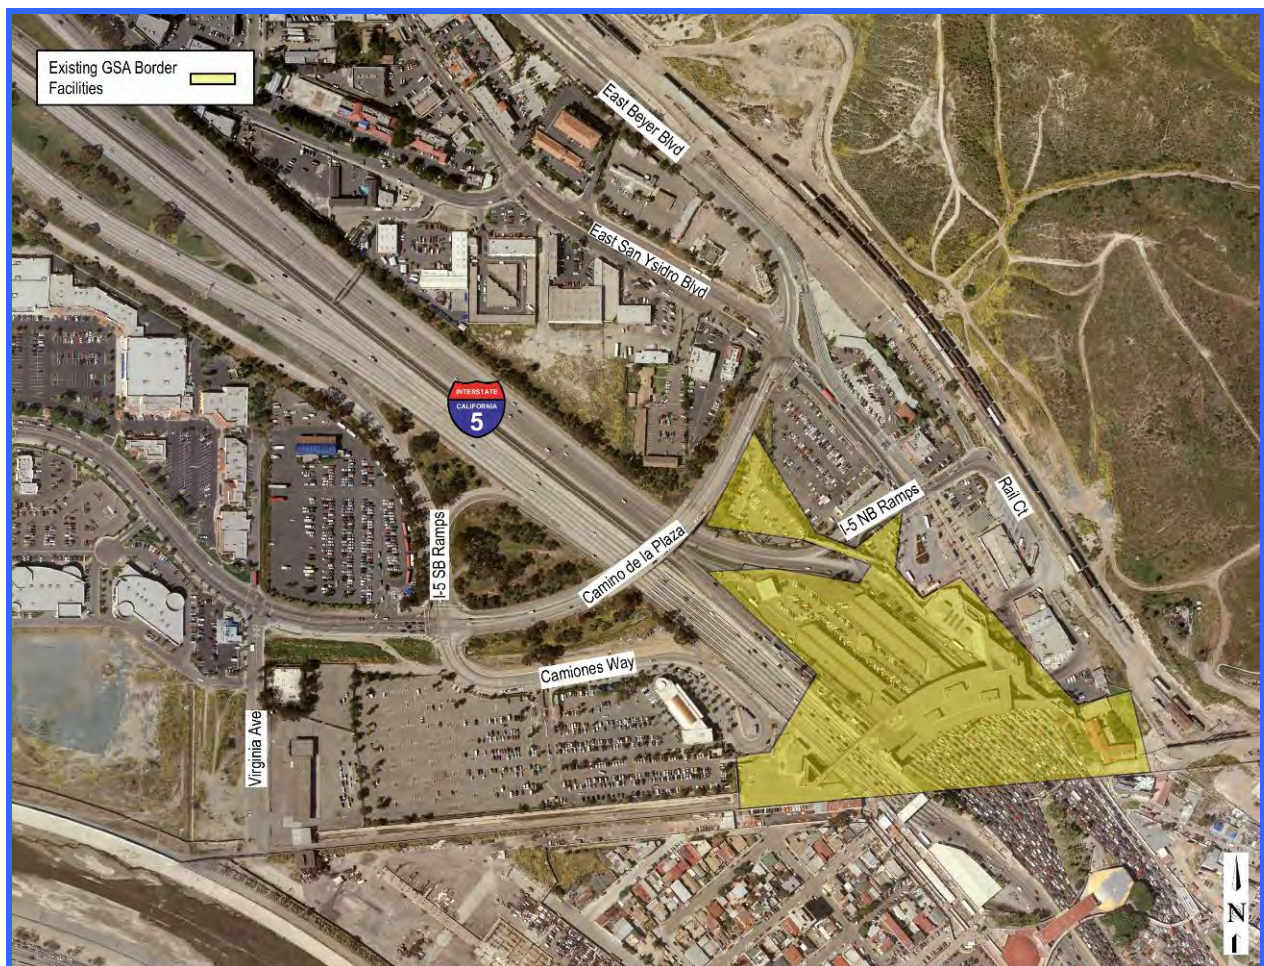 Existing GSA Border
Facilities
East Beyer Blvd
East San Ysidro Blvd
INTERSTATE
CALIFORNIA
5
Rail Ct
I-5 NB Ramps
Camino de la Plaza
I-5 SB Ramps
Camiones Way
Virginia Ave
N